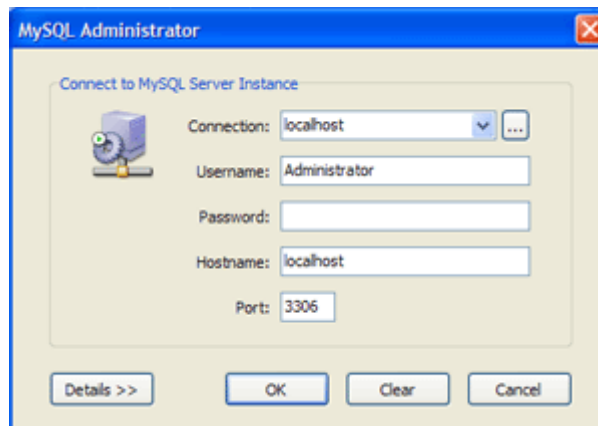 MySQL Administrator
Connect to MySQL Server Instance
Connection: localhost ...
Username: Administrator
Password:
Hostname: localhost
Port: 3306
Details >> OK Clear Cancel